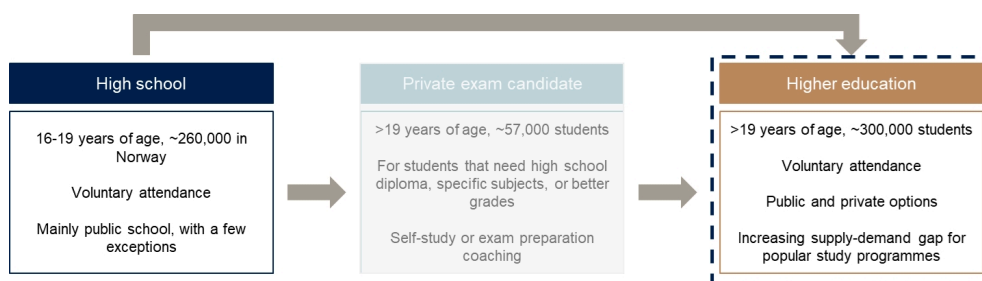 High school
16-19 years of age, ~260,000 in
Norway
Voluntary attendance
Mainly public school, with a few
exceptions
Private exam candidate
>19 years of age, ~57,000 students
For students that need high school
diploma, specific subjects, or better
grades
Self-study or exam preparation
coaching
Higher education
>19 years of age, ~300,000 students
Voluntary attendance
Public and private options
Increasing supply-demand gap for
popular study programmes